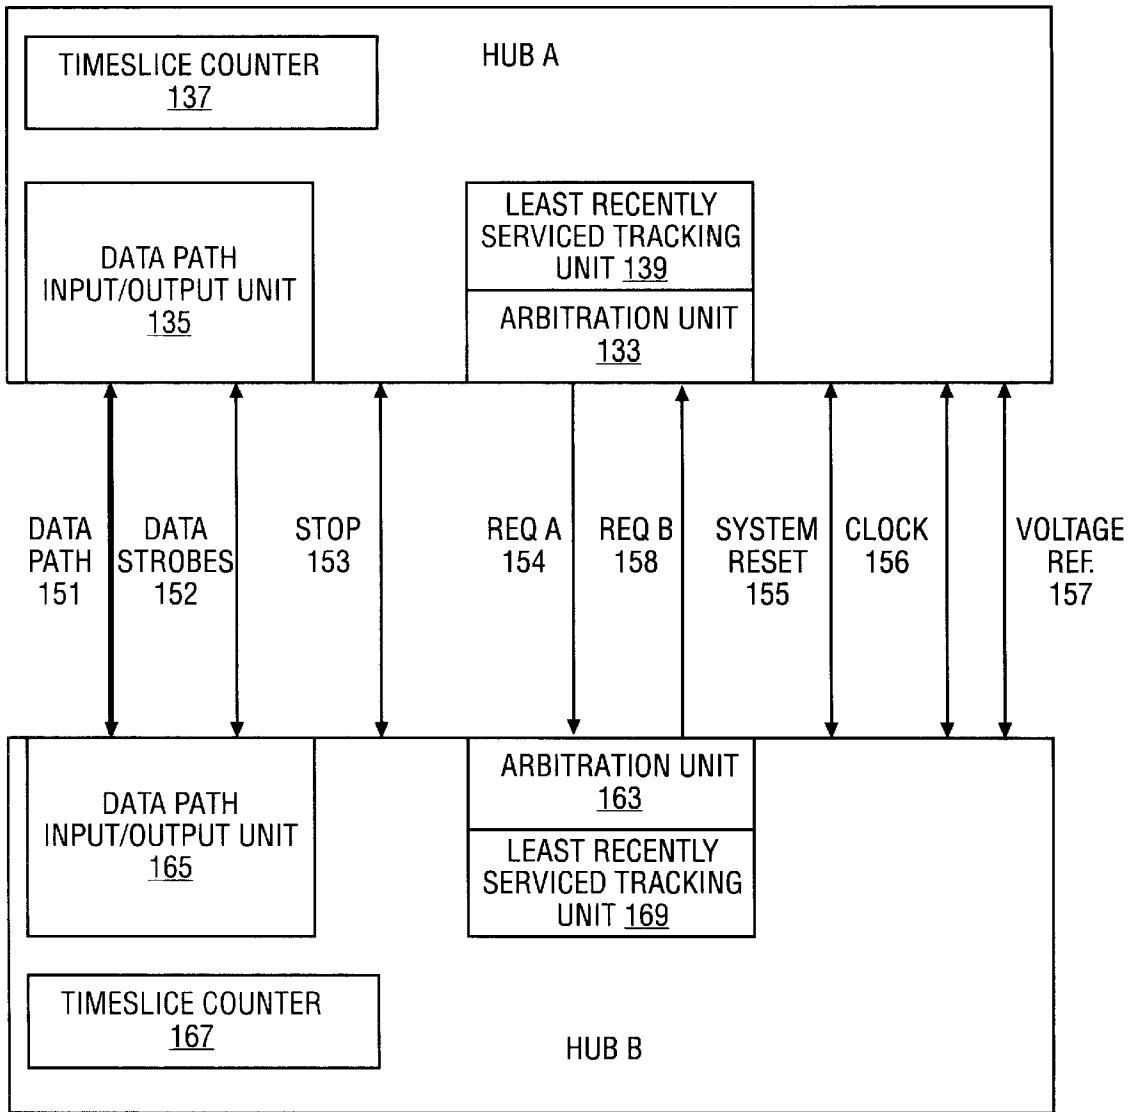 HUB A
TIMESLICE COUNTER
137
DATA PATH
INPUT/OUTPUT UNIT
135
LEAST RECENTLY
SERVICED TRACKING
UNIT 139
ARBITRATION UNIT
133
DATA
PATH
151
DATA
STROBES
152
STOP
153
REQ A
154
REQ B
158
SYSTEM
RESET
155
CLOCK
156
VOLTAGE
REF.
157
DATA PATH
INPUT/OUTPUT UNIT
165
ARBITRATION UNIT
163
LEAST RECENTLY
SERVICED TRACKING
UNIT 169
TIMESLICE COUNTER
167
HUB B